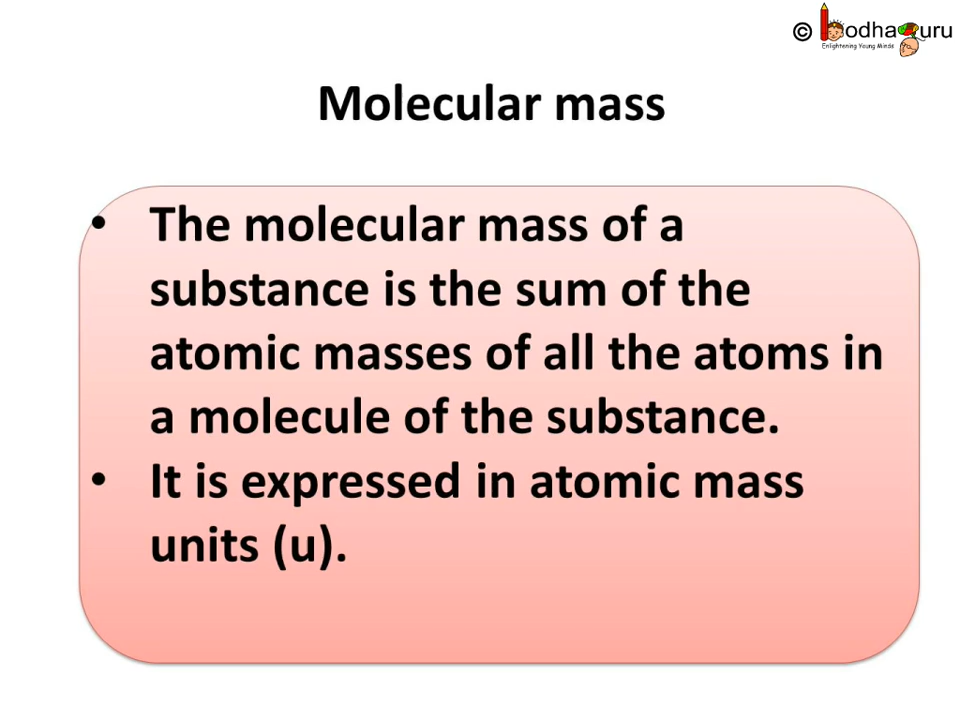 © BodhaGuru
Enlightening Young Minds
Molecular mass
• The molecular mass of a
substance is the sum of the
atomic masses of all the atoms in
a molecule of the substance.
• It is expressed in atomic mass
units (u).